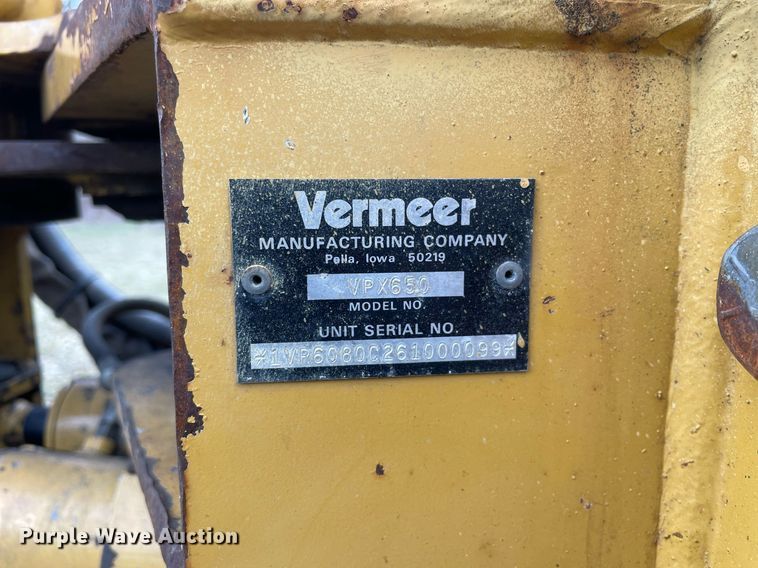 Vermeer
MANUFACTURING COMPANY
Pella, Iowa 50219
VPX650
MODEL NO.
UNIT SERIAL NO.
*1VR6080C261000099*
Purple Wave Auction